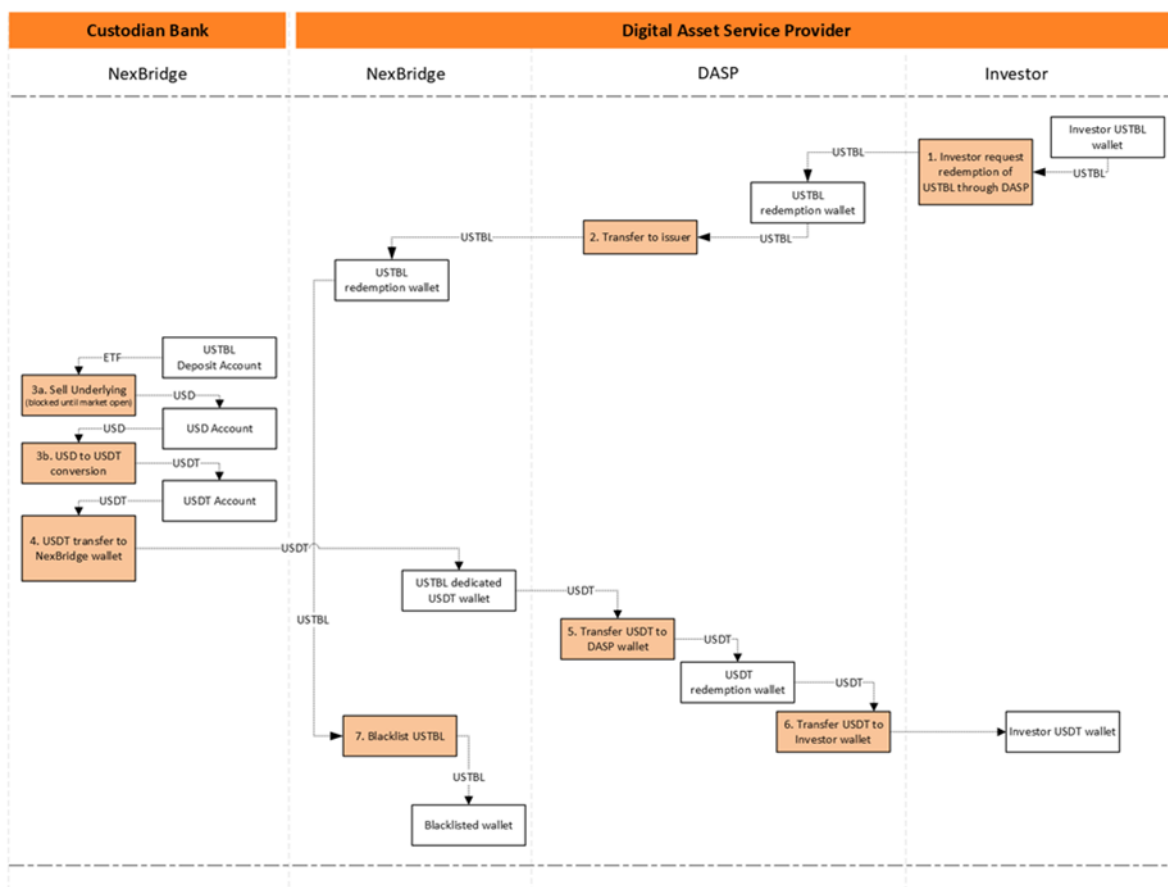 Custodian Bank
Digital Asset Service Provider
NexBridge
NexBridge
DASP
Investor
Investor USTBL
wallet
USTBL
1. Investor request
redemption of
USTBL through DASP
USTBL
USTBL
redemption wallet
USTBL
2. Transfer to issuer
USTBL
USTBL
redemption wallet
USTBL
Deposit Account
ETF
3a. Sell Underlying
(blocked until market open)
USD
USD Account
USD
3b. USD to USDT
conversion
USDT
USDT Account
USDT
4. USDT transfer to
NexBridge wallet
USDT
USTBL dedicated
USDT wallet
USDT
5. Transfer USDT to
DASP wallet
USDT
USDT
redemption wallet
USDT
6. Transfer USDT to
Investor wallet
Investor USDT wallet
USTBL
7. Blacklist USTBL
USTBL
Blacklisted wallet